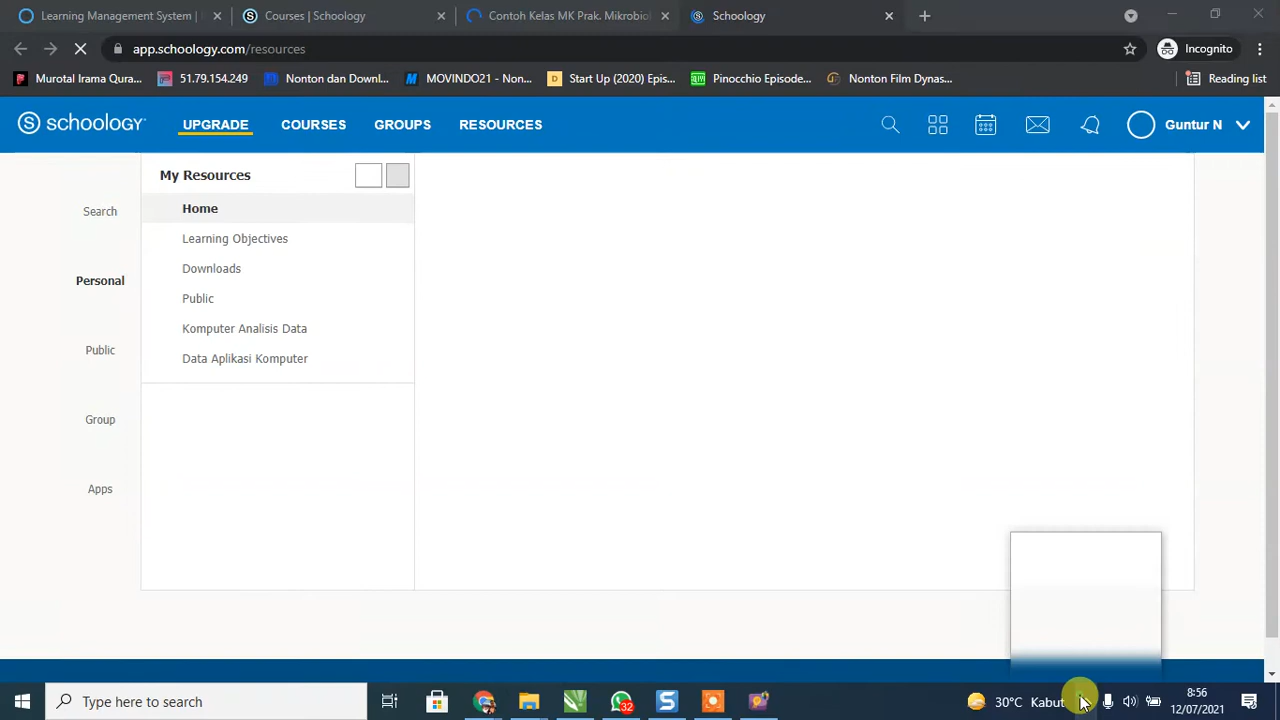 Learning Management System |
Courses | Schoology
Contoh Kelas MK Prak. Mikrobiol
Schoology
app.schoology.com/resources
Incognito
Murotal Irama Qura...
51.79.154.249
Nonton dan Downl...
MOVINDO21 - Non...
Start Up (2020) Epis...
Pinocchio Episode...
Nonton Film Dynas...
Reading list
S schoology
UPGRADE
COURSES
GROUPS
RESOURCES
Guntur N
My Resources
Search
Personal
Public
Group
Apps
Home
Learning Objectives
Downloads
Public
Komputer Analisis Data
Data Aplikasi Komputer
Type here to search
32
30°C Kabut
8:56
12/07/2021